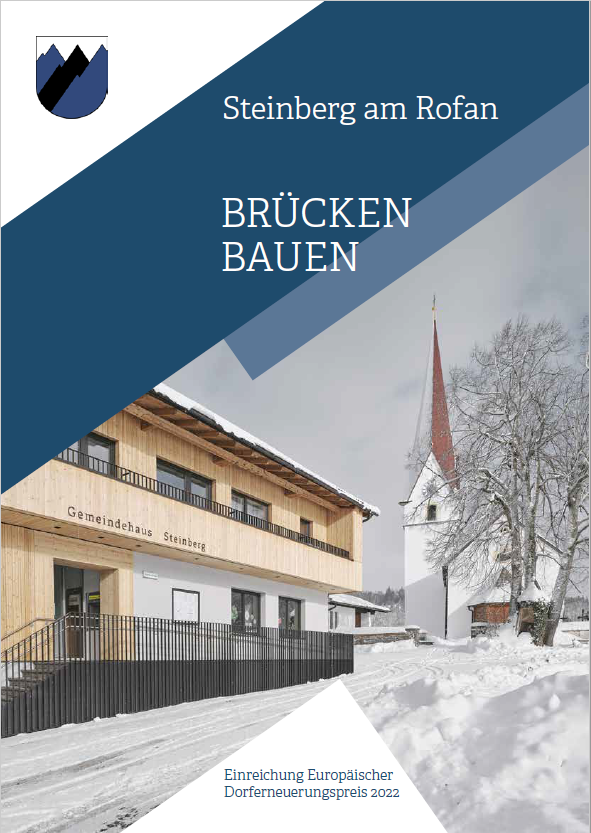 Steinberg am Rofan
BRÜCKEN
BAUEN
Gemeindehaus Steinberg
Einreichung Europäischer
Dorferneuerungspreis 2022